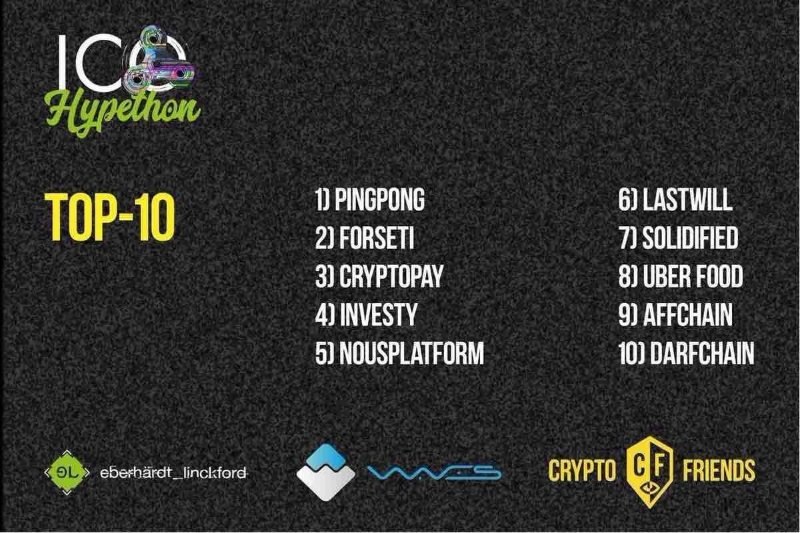 ICO
Hypethon
TOP-10
1) PINGPONG
2) FORSETI
3) CRYPTOPAY
4) INVESTY
5) NOUSPLATFORM
6) LASTWILL
7) SOLIDIFIED
8) UBER FOOD
9) AFFCHAIN
10) DARFCHAIN
eberhärdt_linckford
WAVES
CRYPTO CF FRIENDS